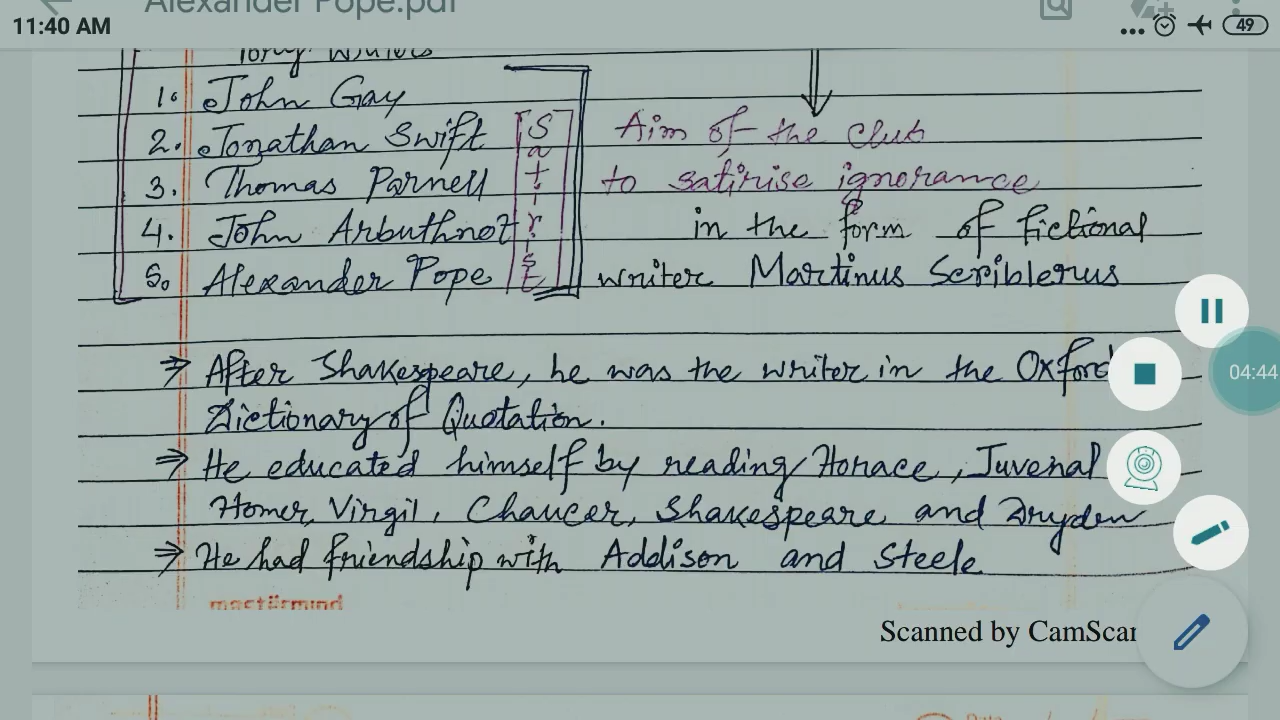 Alexander Pope.pdf
11:40 AM
49
Tory Writers
1. John Gay
2. Jonathan Swift
3. Thomas Parnell
4. John Arbuthnot
5. Alexander Pope
Satirist
Aim of the club
to satirise ignorance
in the form of fictional
writer Martinus Scriblerus
04:44
⇒ After Shakespeare, he was the writer in the Oxford
Dictionary of Quotation.
⇒ He educated himself by reading Horace, Juvenal
Homer, Virgil, Chaucer, Shakespeare and Dryden
⇒ He had friendship with Addison and Steele
mastermind
Scanned by CamScan